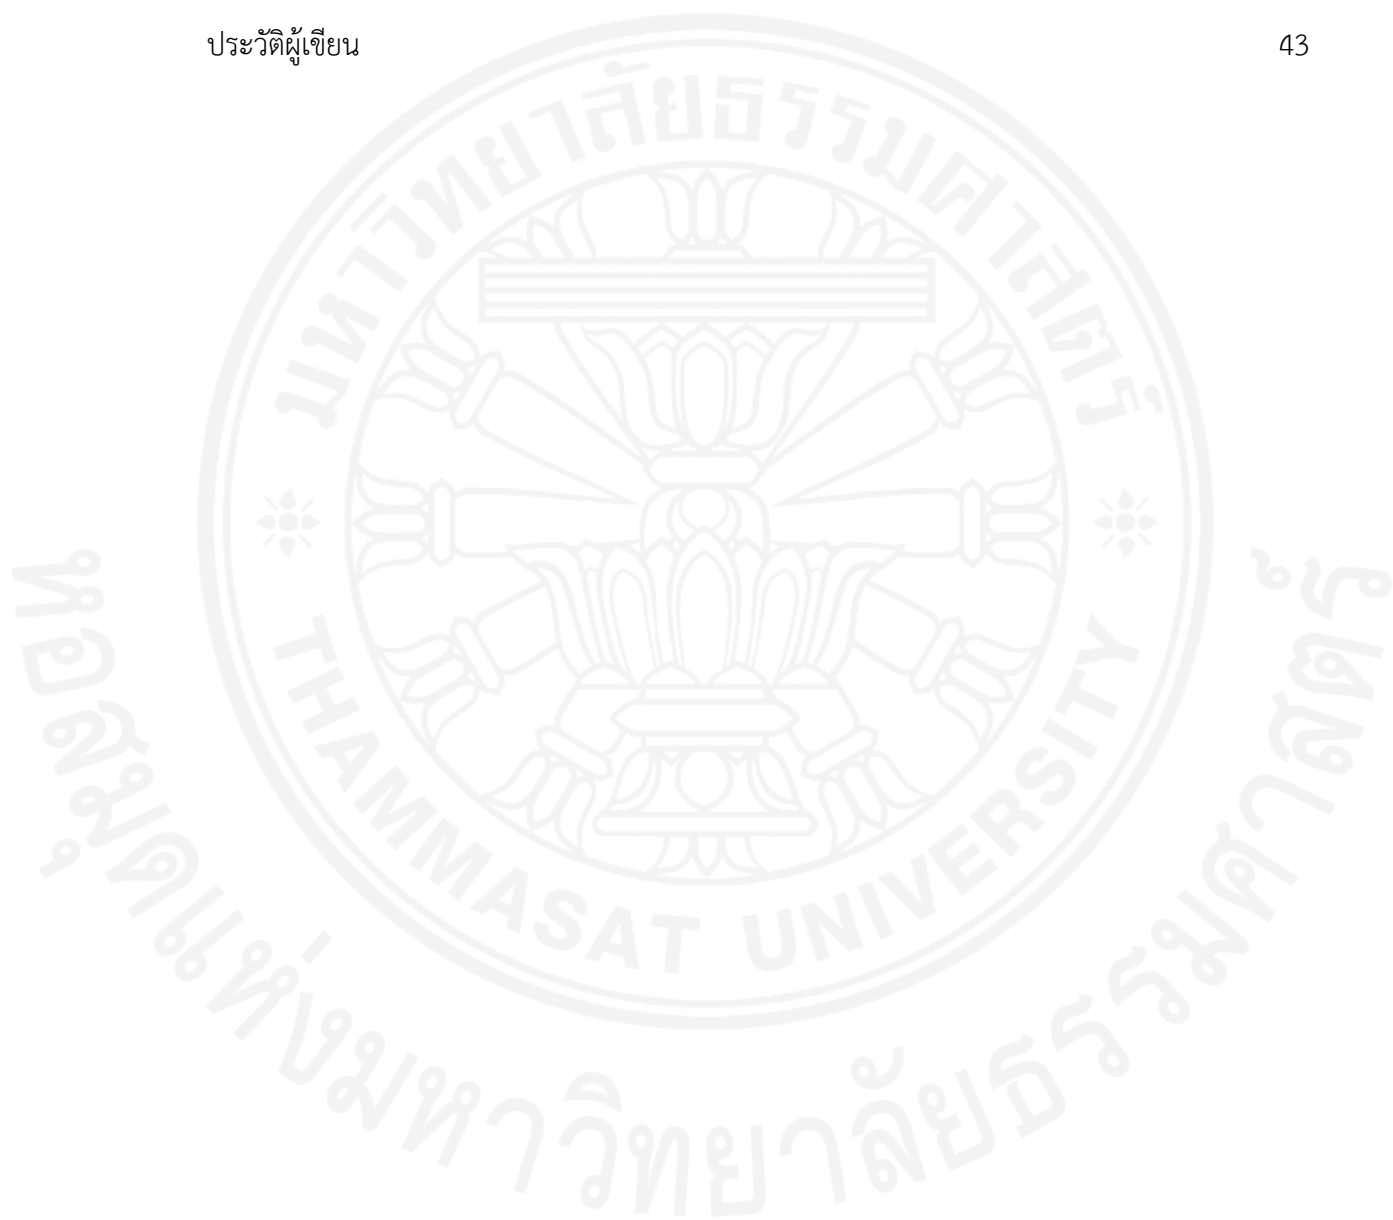 ประวัติผู้เขียน 43
มหาวิทยาลัยธรรมศาสตร์
THAMMASAT UNIVERSITY
หอสมุดแห่งมหาวิทยาลัยธรรมศาสตร์